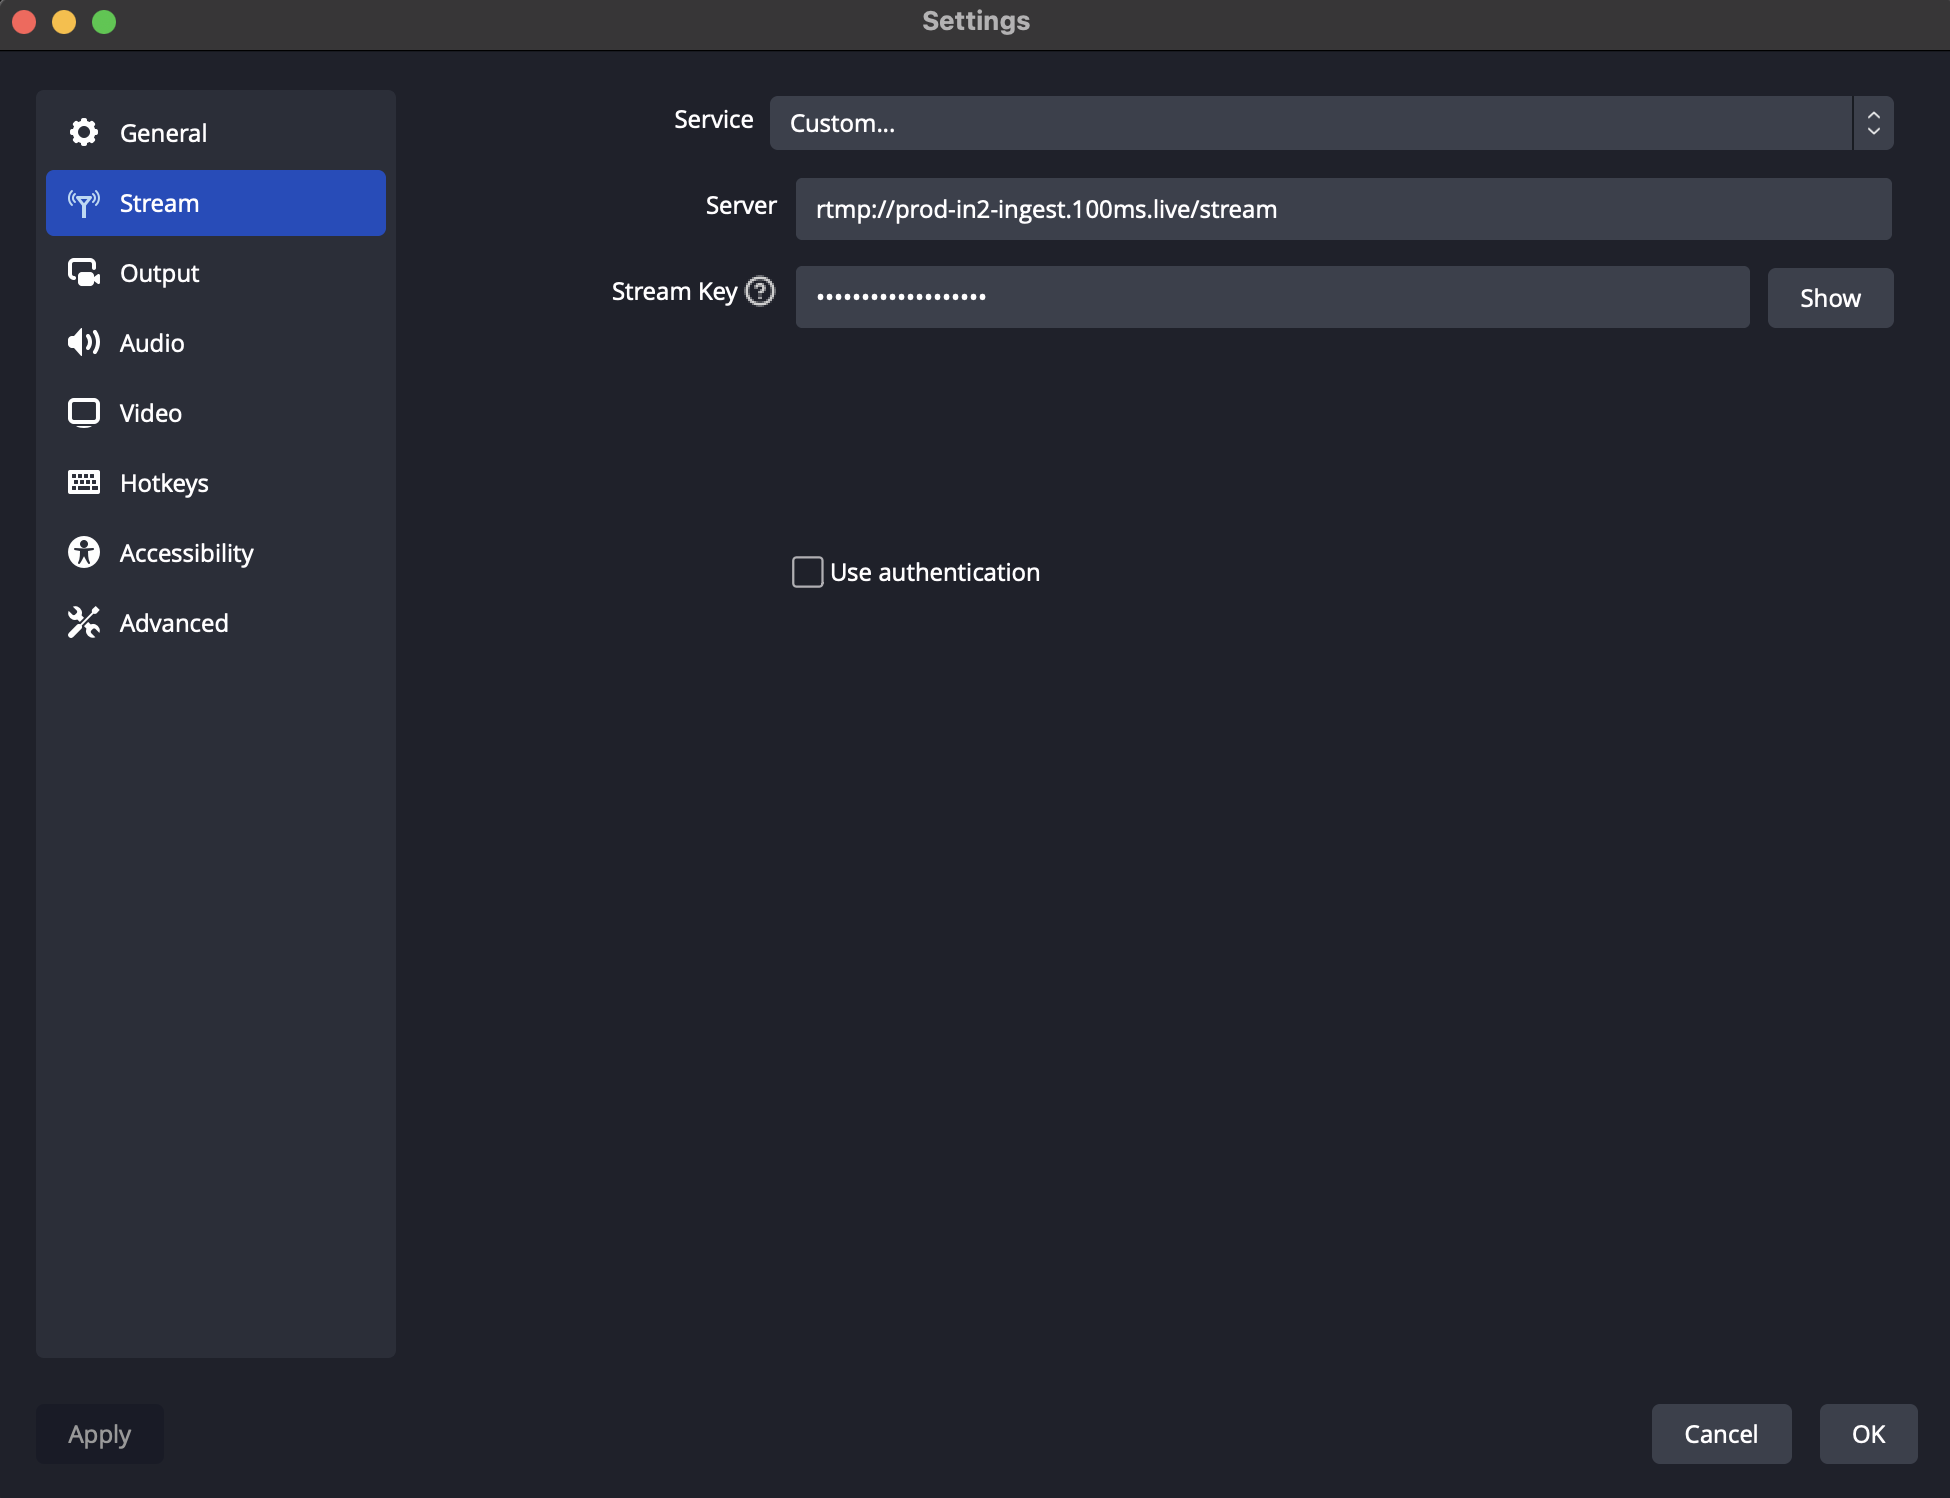 Settings
General
Stream
Output
Audio
Video
Hotkeys
Accessibility
Advanced
Service Custom...
Server rtmp://prod-in2-ingest.100ms.live/stream
Stream Key ? ••••••••••••••••••• Show
Use authentication
Apply Cancel OK